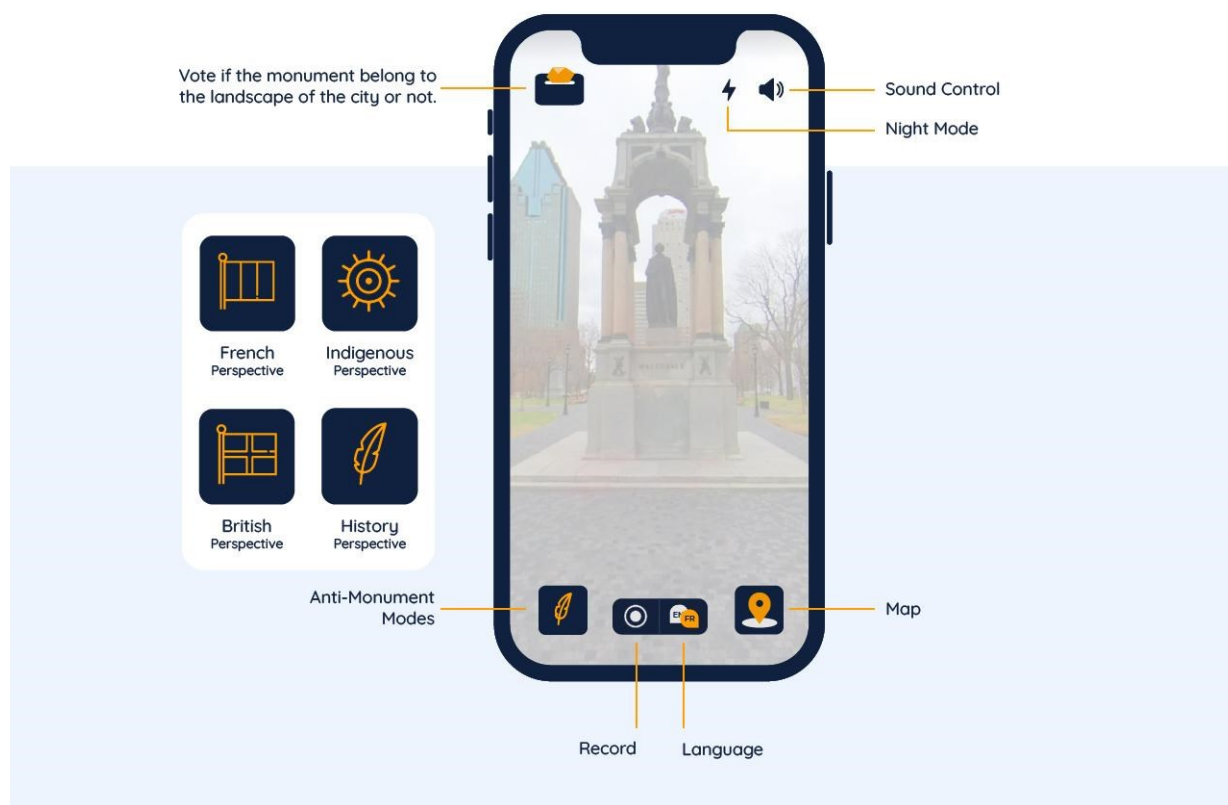 Vote if the monument belong to
the landscape of the city or not.
Sound Control
Night Mode
French
Perspective
Indigenous
Perspective
British
Perspective
History
Perspective
Anti-Monument
Modes
EN
FR
Map
Record
Language